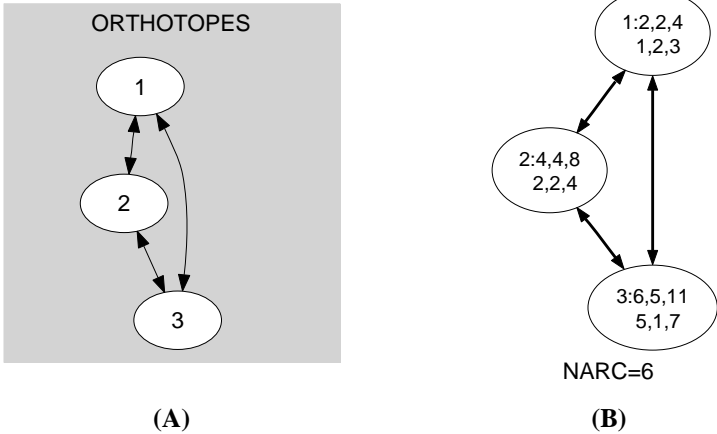 ORTHOTOPES
1
2
3
(A)
1:2,2,4
1,2,3
2:4,4,8
2,2,4
3:6,5,11
5,1,7
NARC=6
(B)